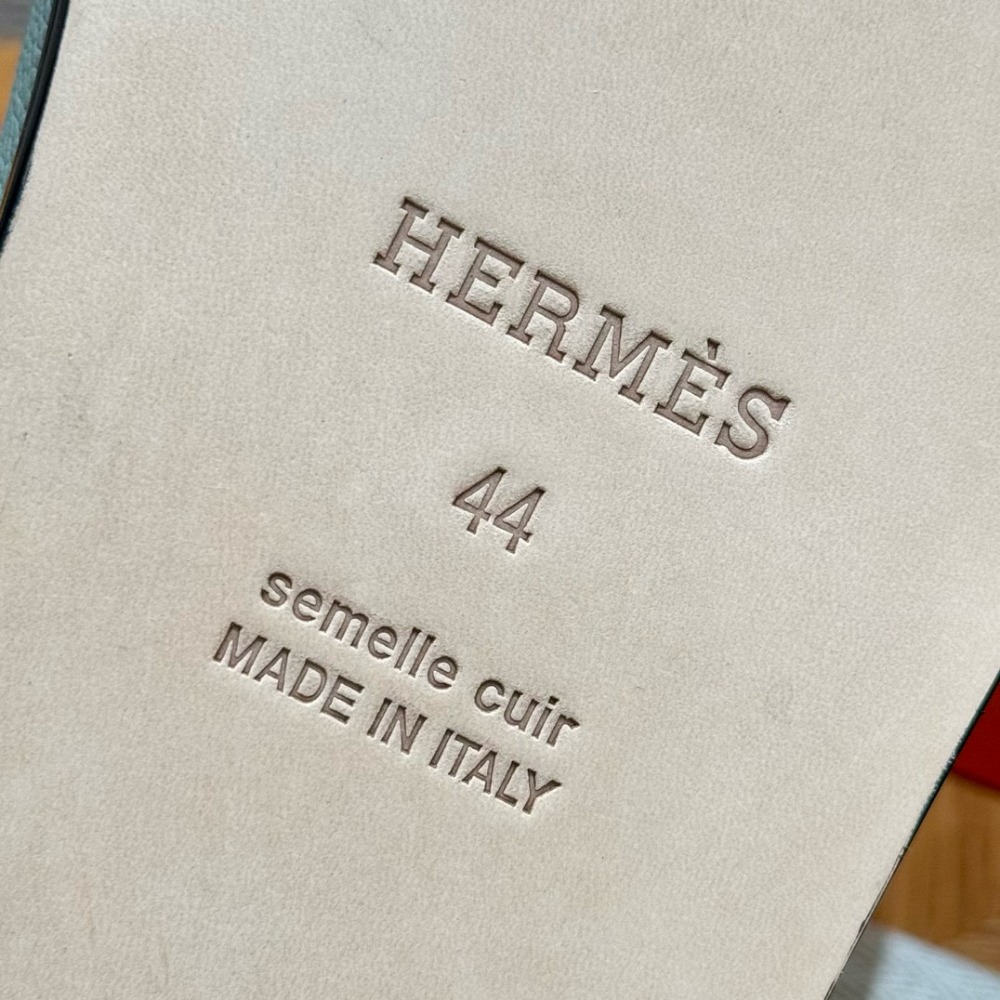 HERMÈS
44
semelle cuir
MADE IN ITALY